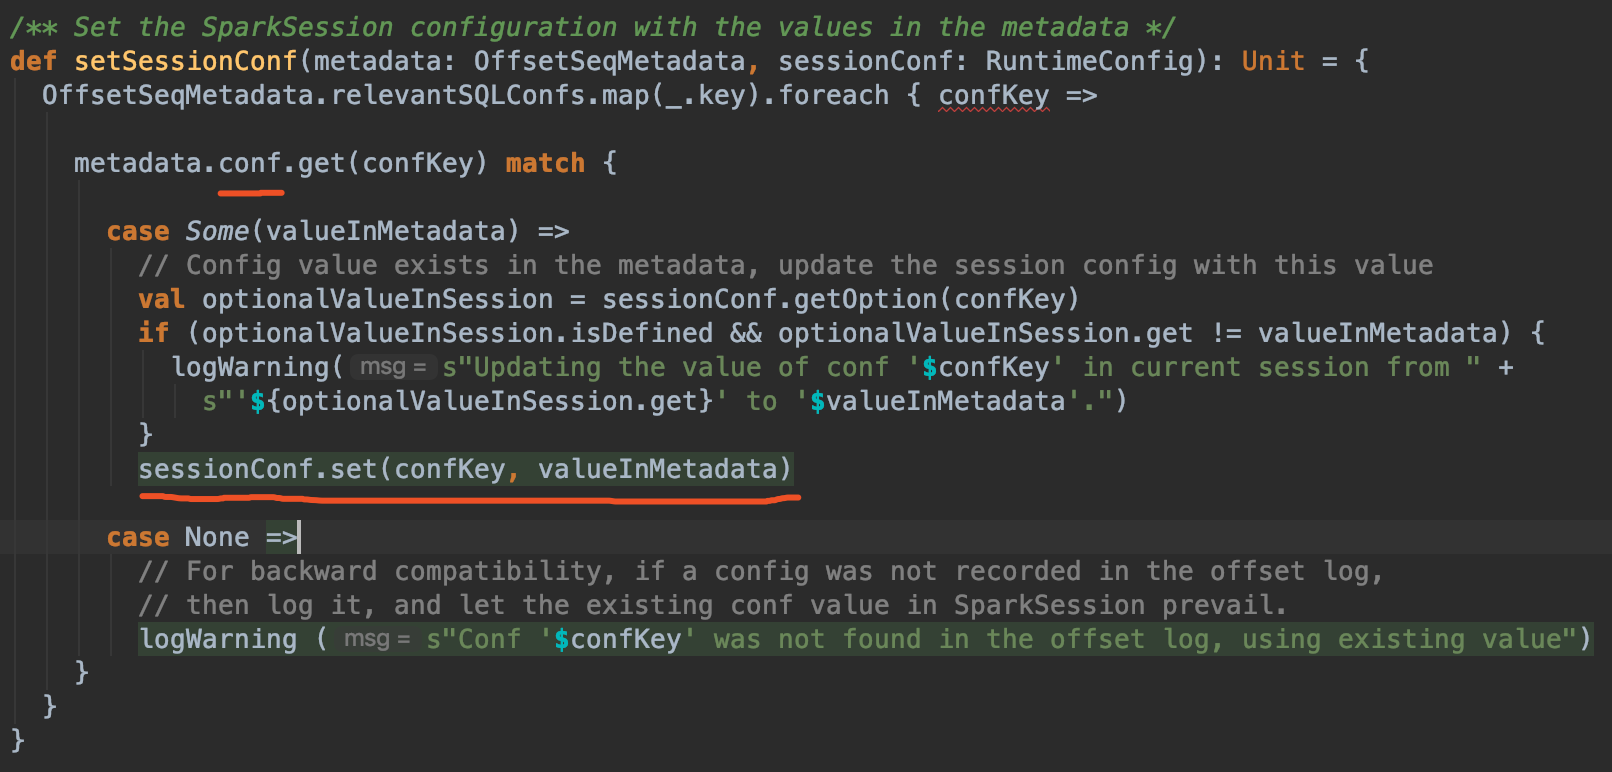 /** Set the SparkSession configuration with the values in the metadata */
def setSessionConf(metadata: OffsetSeqMetadata, sessionConf: RuntimeConfig): Unit = {
  OffsetSeqMetadata.relevantSQLConfs.map(_.key).foreach { confKey =>
    metadata.conf.get(confKey) match {
      case Some(valueInMetadata) =>
        // Config value exists in the metadata, update the session config with this value
        val optionalValueInSession = sessionConf.getOption(confKey)
        if (optionalValueInSession.isDefined && optionalValueInSession.get != valueInMetadata) {
          logWarning( msg = s"Updating the value of conf '$confKey' in current session from " +
            s"'${optionalValueInSession.get}' to '$valueInMetadata'.")
        }
        sessionConf.set(confKey, valueInMetadata)
      case None =>
        // For backward compatibility, if a config was not recorded in the offset log,
        // then log it, and let the existing conf value in SparkSession prevail.
        logWarning ( msg = s"Conf '$confKey' was not found in the offset log, using existing value")
    }
  }
}